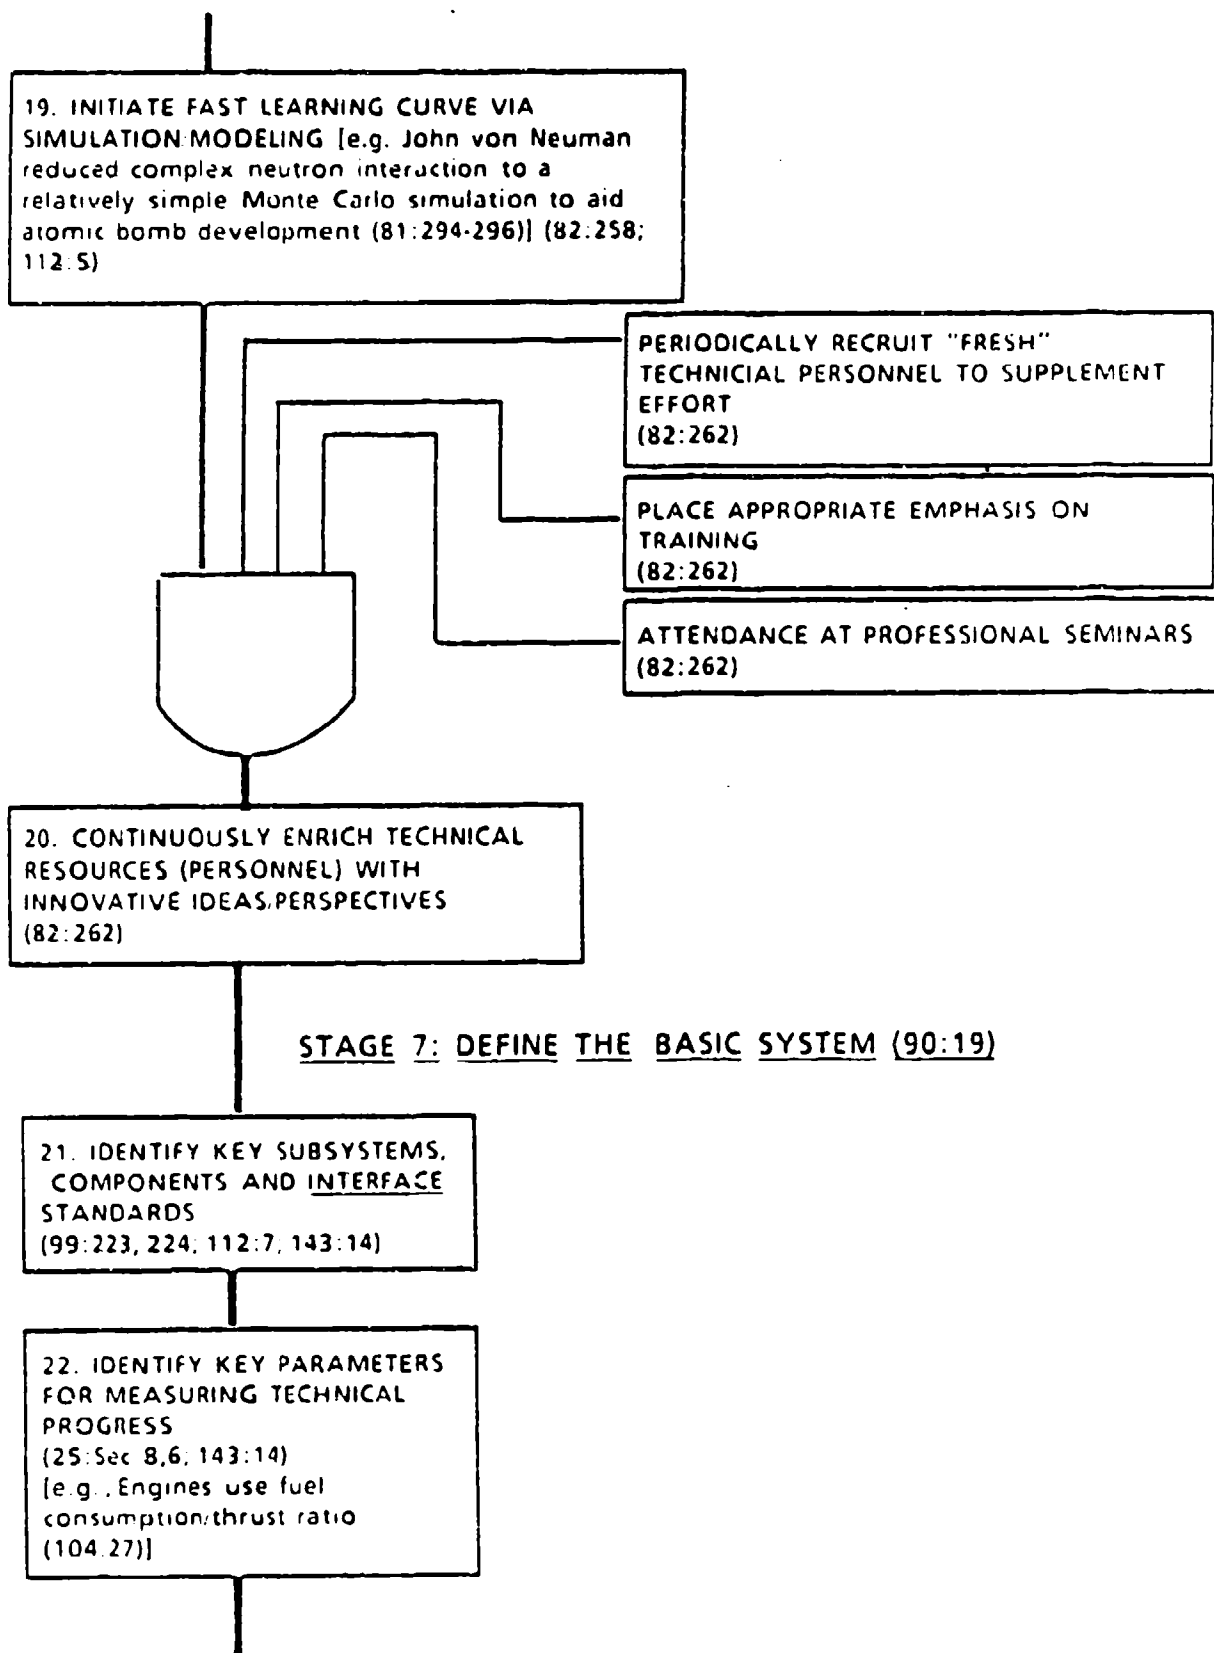 19. INITIATE FAST LEARNING CURVE VIA
SIMULATION MODELING [e.g. John von Neuman
reduced complex neutron interaction to a
relatively simple Monte Carlo simulation to aid
atomic bomb development (81:294-296)] (82:258;
112:5)
PERIODICALLY RECRUIT "FRESH"
TECHNICIAL PERSONNEL TO SUPPLEMENT
EFFORT
(82:262)
PLACE APPROPRIATE EMPHASIS ON
TRAINING
(82:262)
ATTENDANCE AT PROFESSIONAL SEMINARS
(82:262)
20. CONTINUOUSLY ENRICH TECHNICAL
RESOURCES (PERSONNEL) WITH
INNOVATIVE IDEAS/PERSPECTIVES
(82:262)
STAGE 7: DEFINE THE BASIC SYSTEM (90:19)
21. IDENTIFY KEY SUBSYSTEMS,
COMPONENTS AND INTERFACE
STANDARDS
(99:223, 224; 112:7, 143:14)
22. IDENTIFY KEY PARAMETERS
FOR MEASURING TECHNICAL
PROGRESS
(25:Sec 8,6; 143:14)
[e.g., Engines use fuel
consumption/thrust ratio
(104:27)]